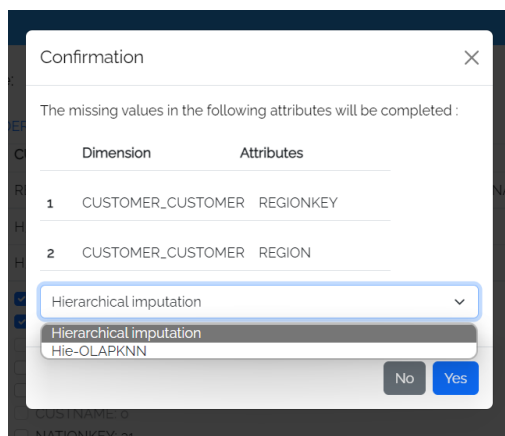 Confirmation
The missing values in the following attributes will be completed :
Dimension Attributes
1 CUSTOMER_CUSTOMER REGIONKEY
2 CUSTOMER_CUSTOMER REGION
Hierarchical imputation
Hierarchical imputation
Hie-OLAPKNN
No Yes
CUSTNAME: 0